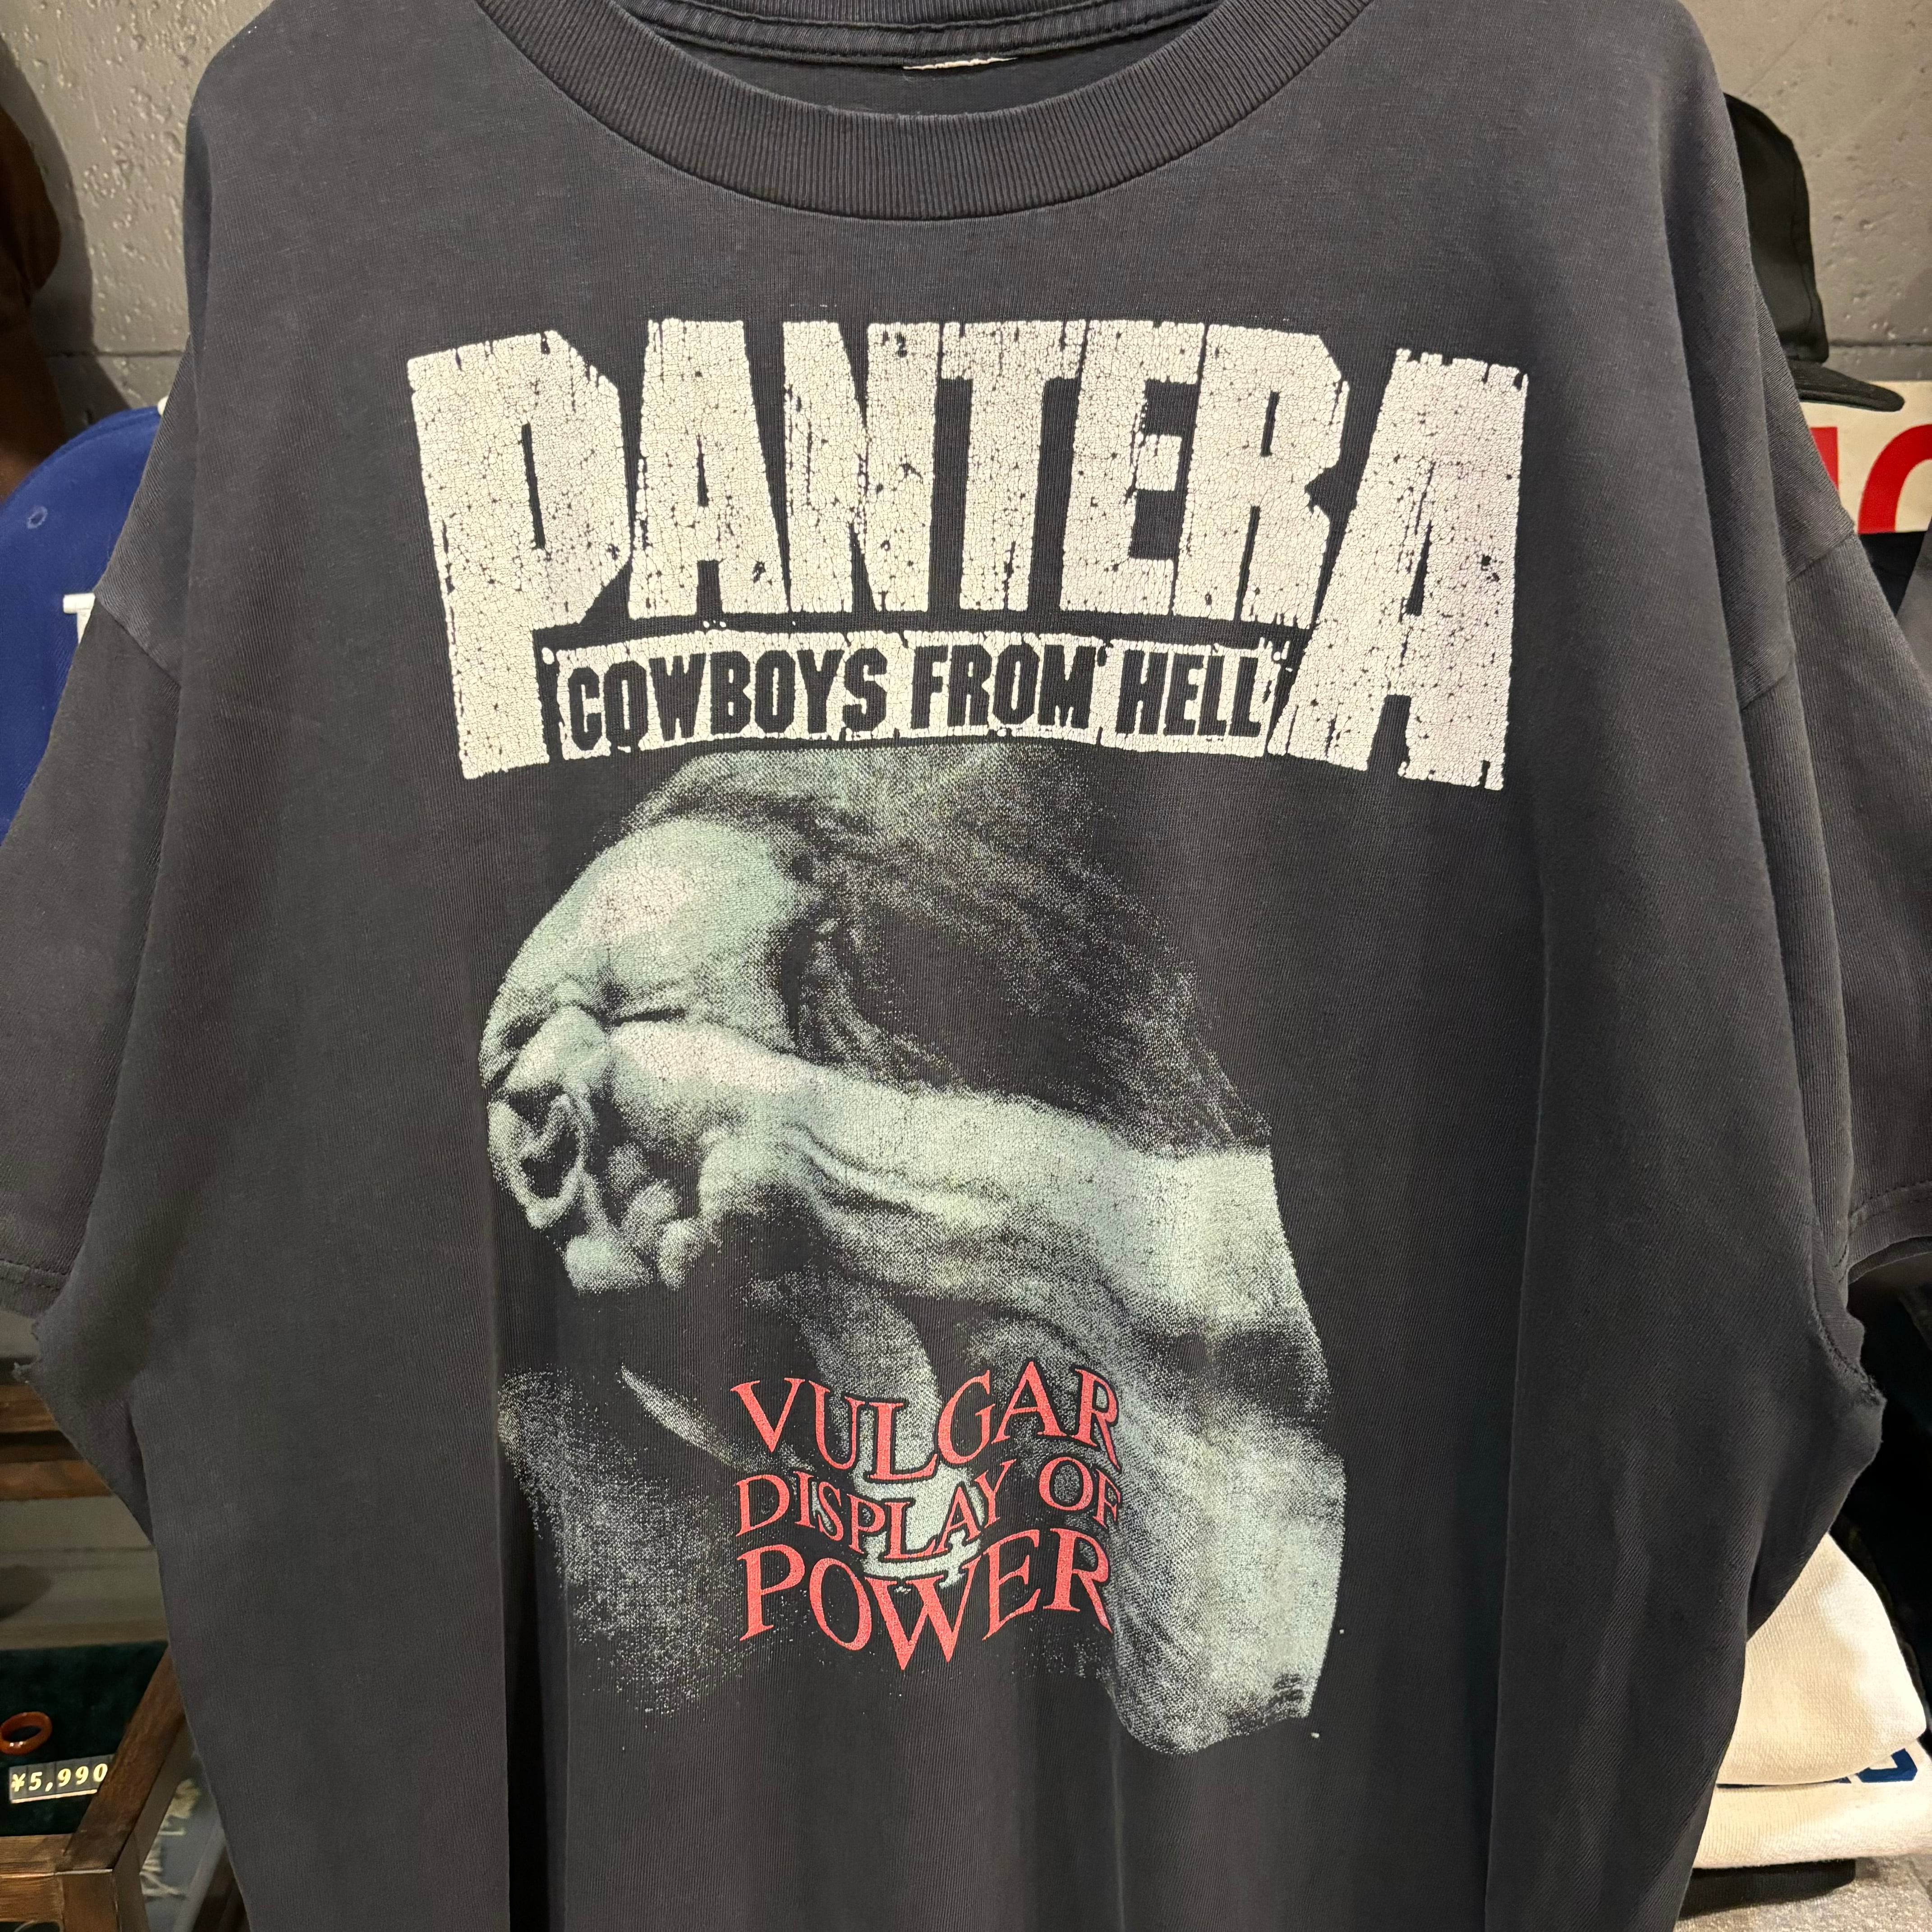 PANTERA
COWBOYS FROM HELL
VULGAR
DISPLAY OF
POWER
¥5,990